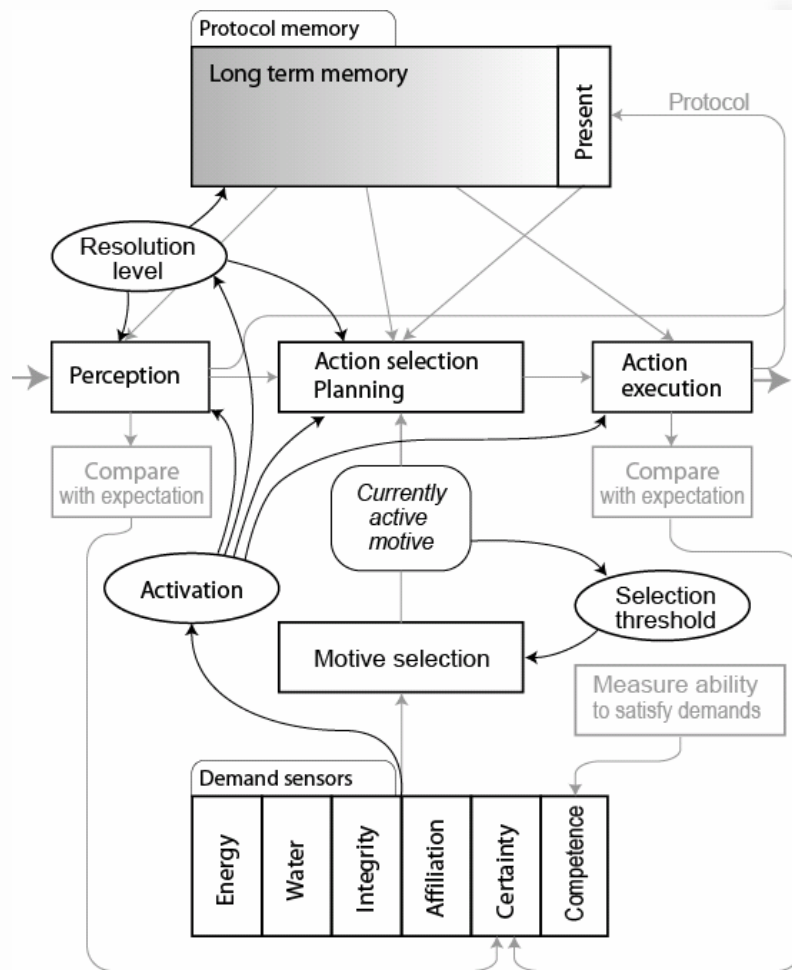 Protocol memory
Long term memory
Present
Protocol
Resolution
level
Perception
Action selection
Planning
Action
execution
Compare
with expectation
Currently
active
motive
Compare
with expectation
Activation
Selection
threshold
Motive selection
Measure ability
to satisfy demands
Demand sensors
Energy
Water
Integrity
Affiliation
Certainty
Competence